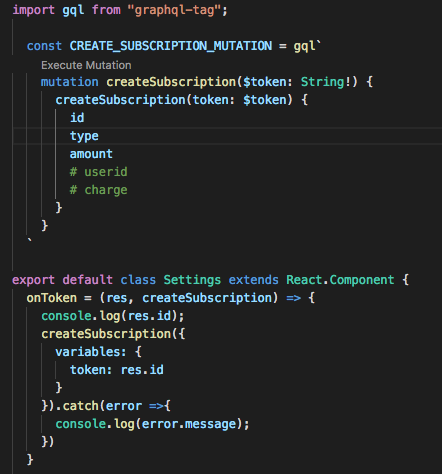 import gql from "graphql-tag";
const CREATE_SUBSCRIPTION_MUTATION = gql`
Execute Mutation
mutation createSubscription($token: String!) {
createSubscription(token: $token) {
id
type
amount
# userid
# charge
}
}
`
export default class Settings extends React.Component {
onToken = (res, createSubscription) => {
console.log(res.id);
createSubscription({
variables: {
token: res.id
}
}).catch(error =>{
console.log(error.message);
})
}